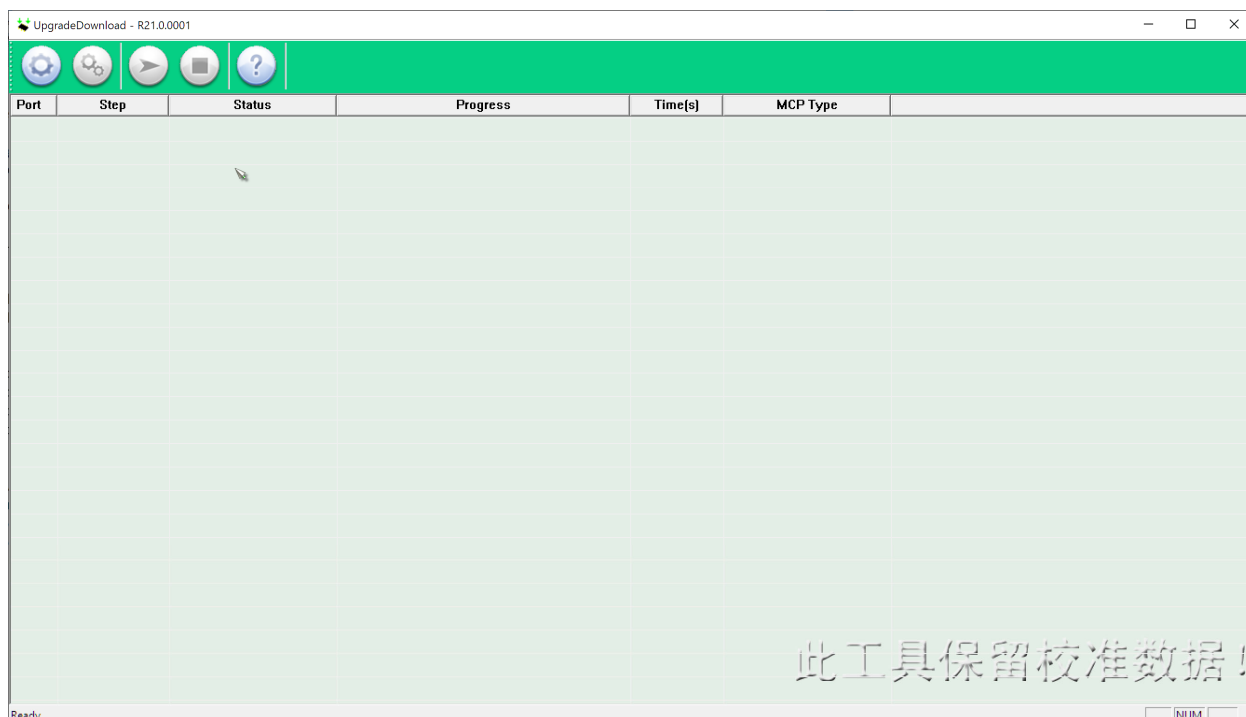 UpgradeDownload - R21.0.0001
?
Port Step Status Progress Time(s) MCP Type
此工具保留校准数据
Ready NUM